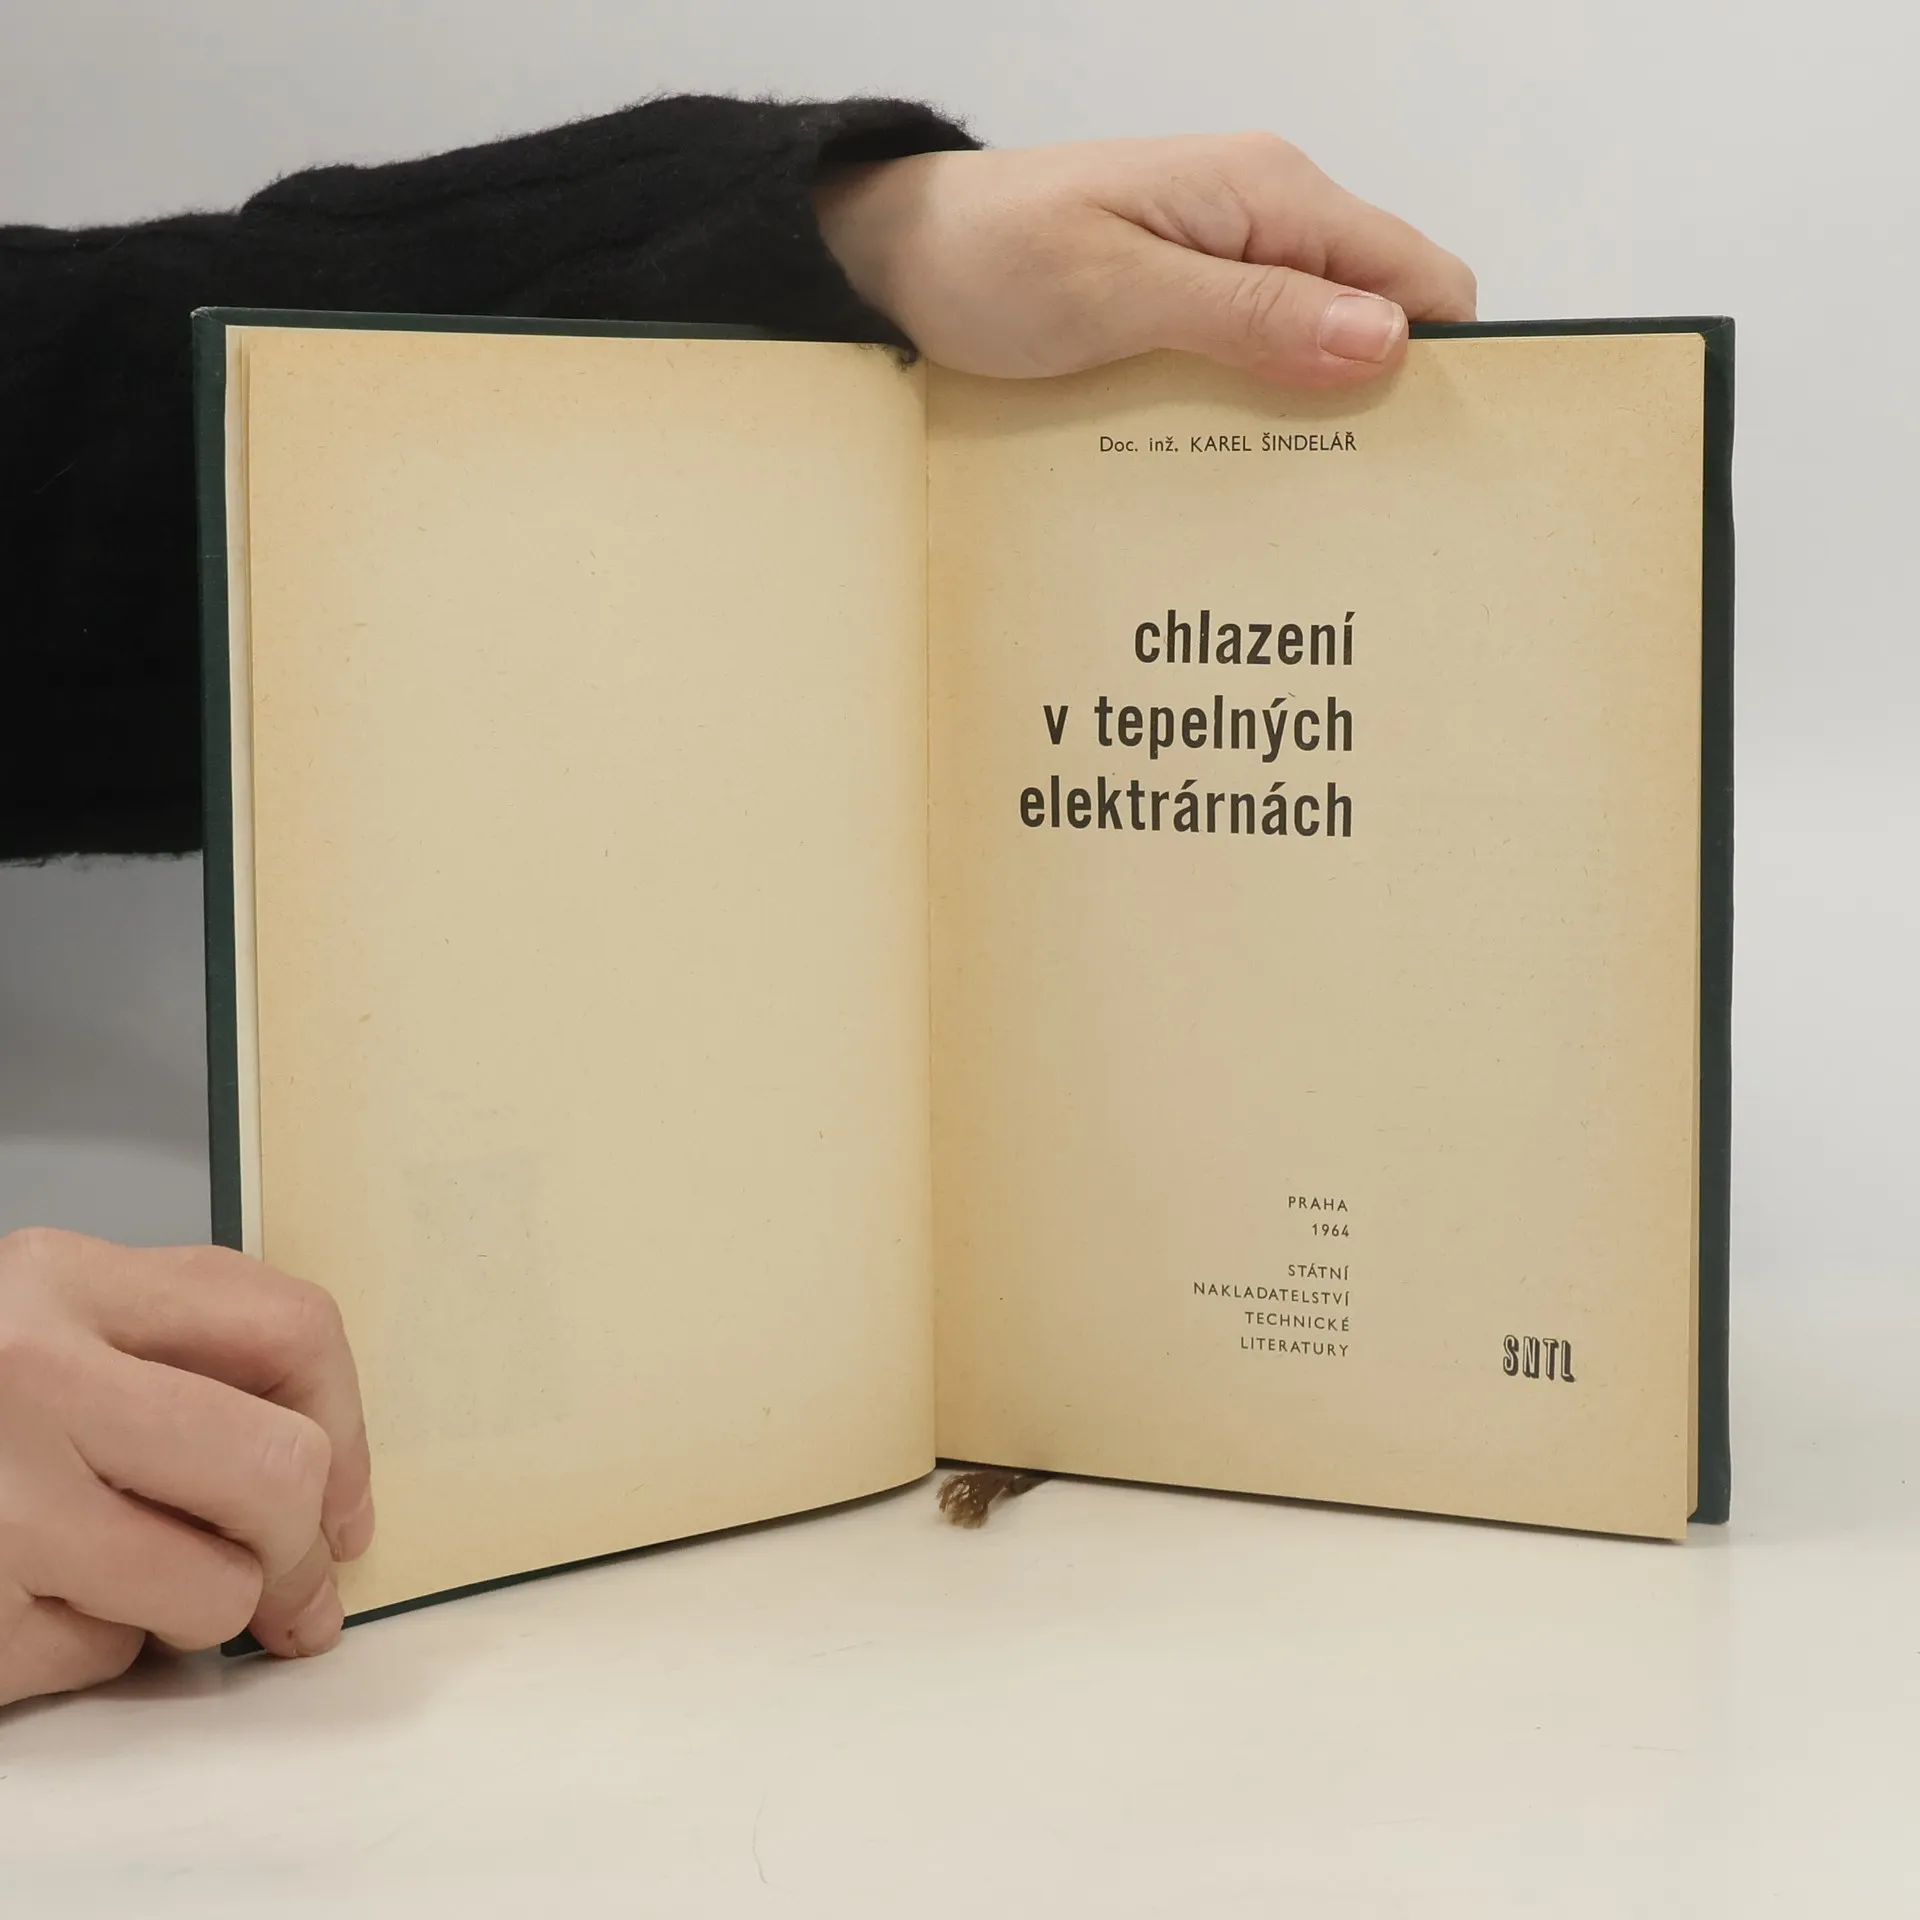 Doc. inž. KAREL ŠINDELÁŘ
chlazení
v tepelných
elektrárnách
PRAHA
1964
STÁTNÍ
NAKLADATELSTVÍ
TECHNICKÉ
LITERATURY
SNTL